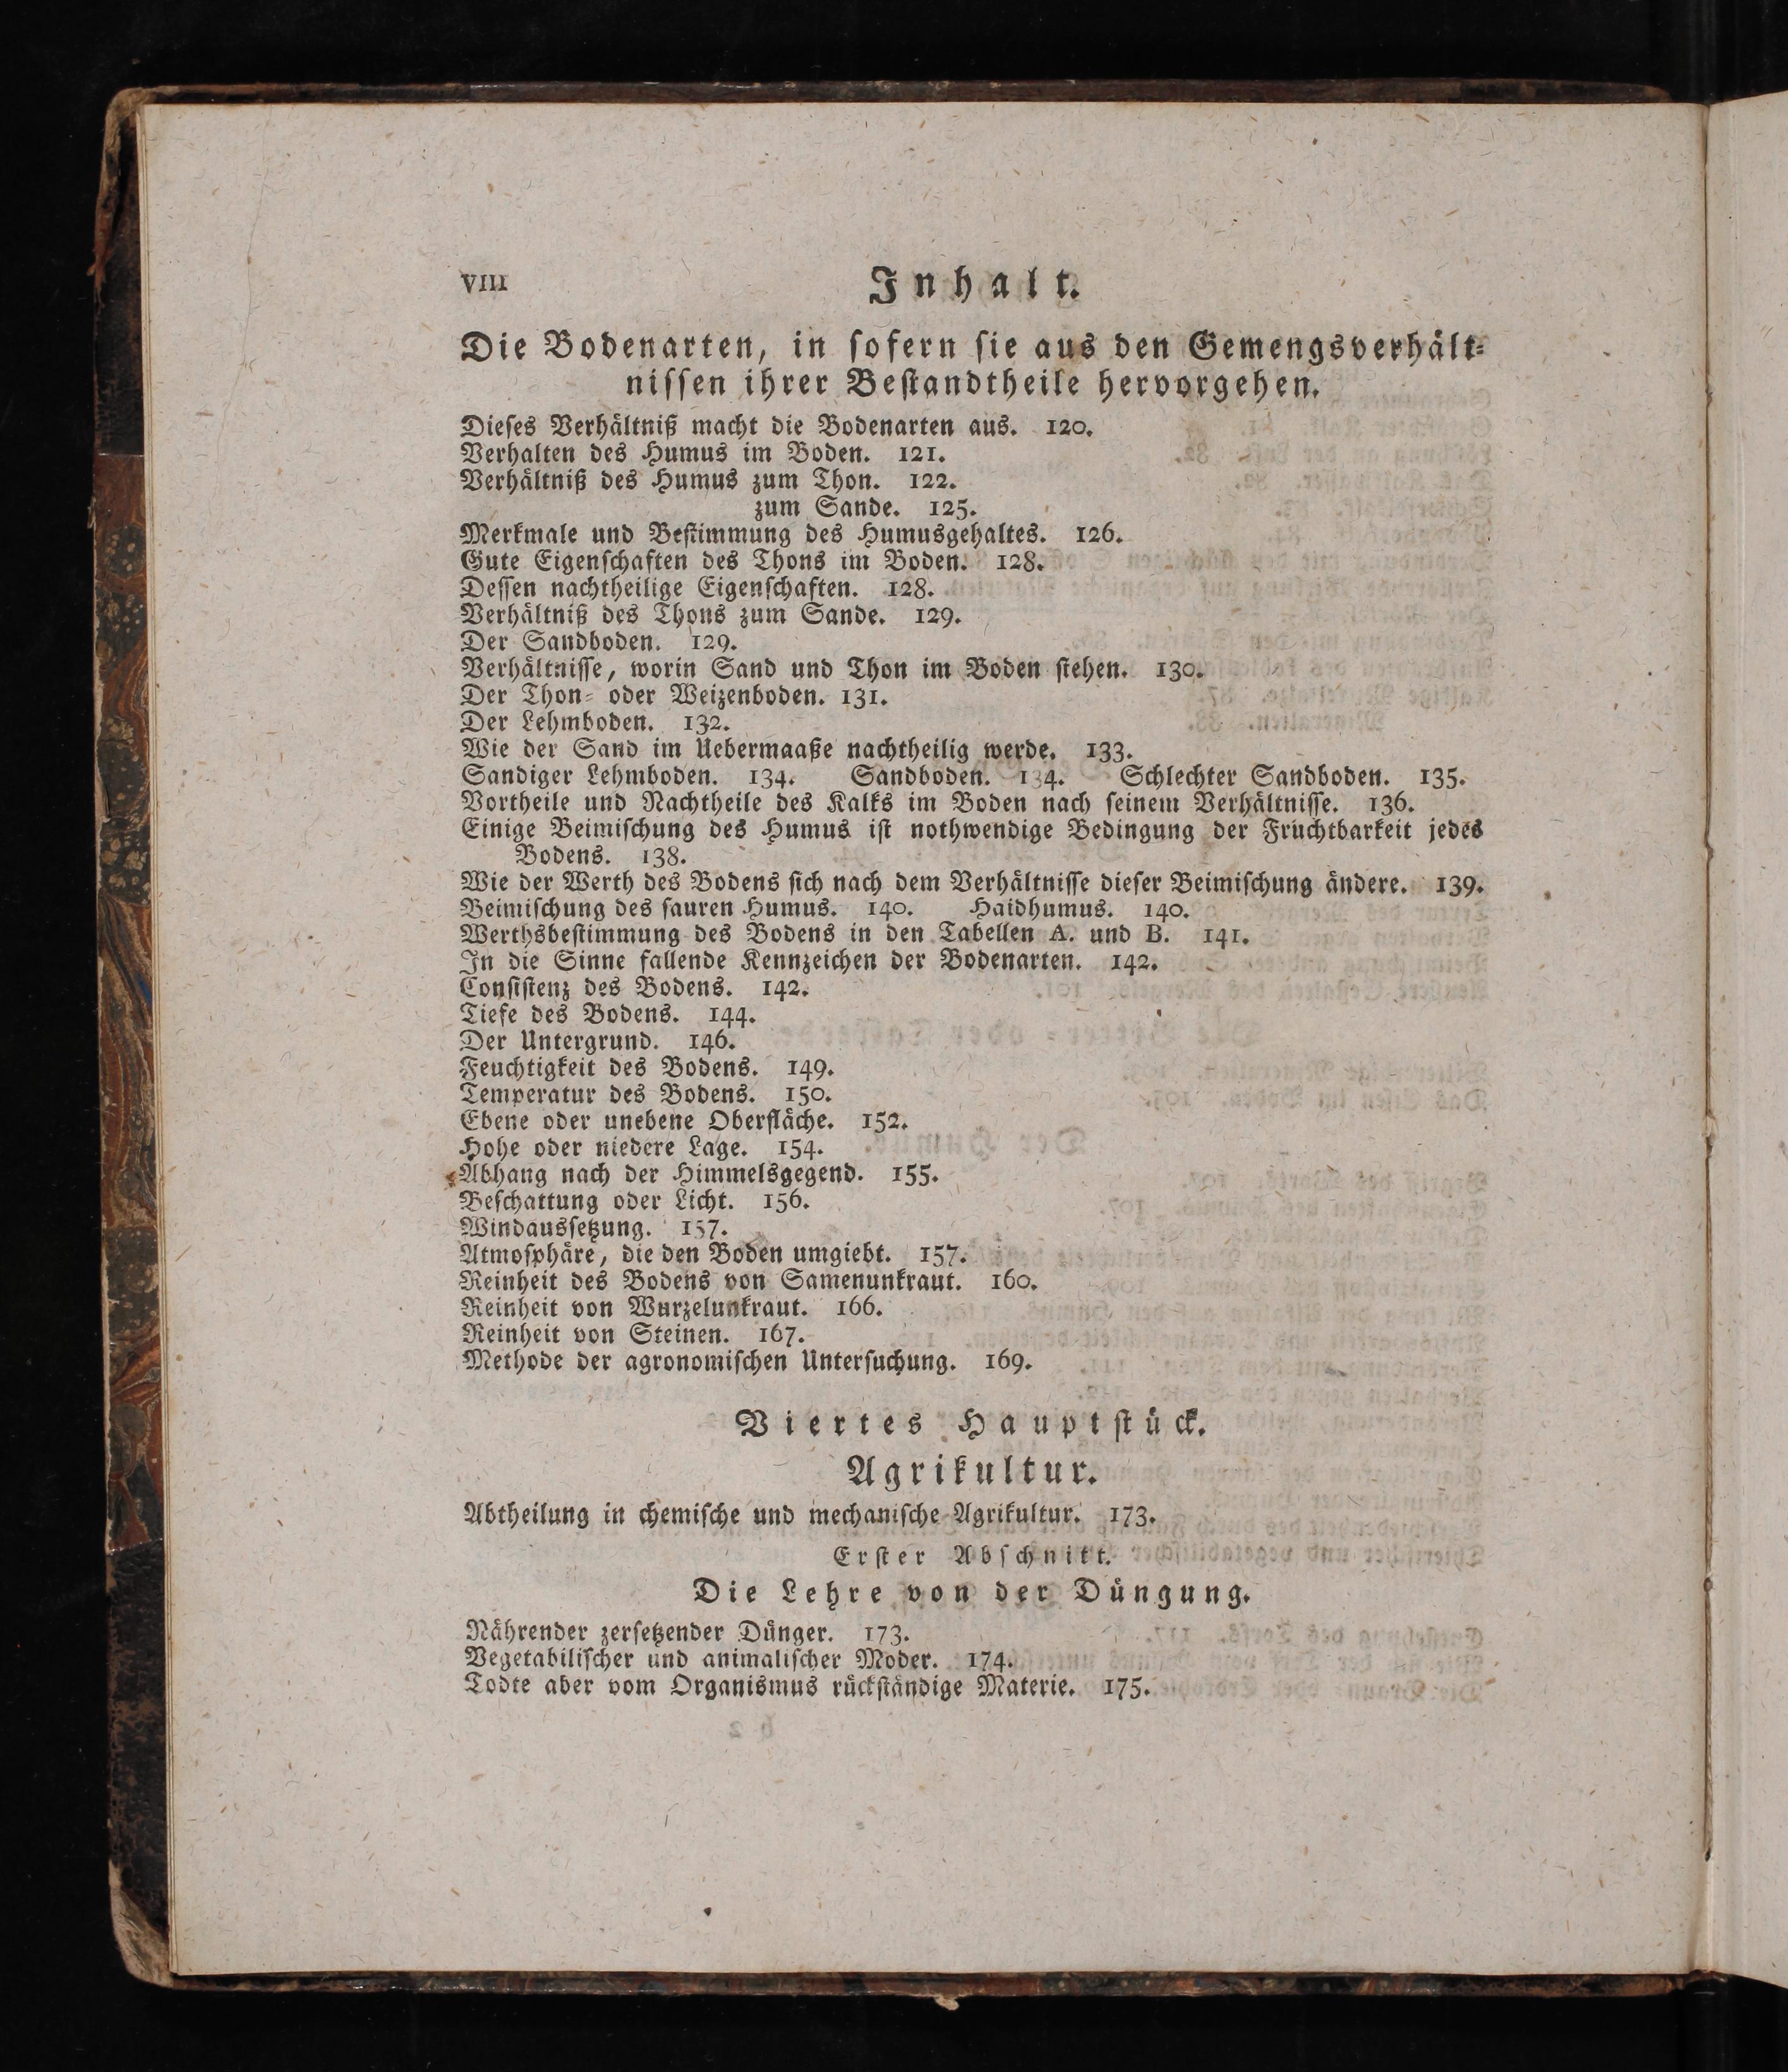 VIII
Inhalt.
Die Bodenarten, in ſofern ſie aus den Gemengsverhält⸗
niſſen ihrer Beſtandtheile hervorgehen.
Dieſes Verhältniß macht die Bodenarten aus. 120.
Verhalten des Humus im Boden. 121.
Verhältniß des Humus zum Thon. 122.
zum Sande. 125.
Merkmale und Beſtimmung des Humusgehaltes. 126.
Gute Eigenſchaften des Thons im Boden. 128.
Deſſen nachtheilige Eigenſchaften. 128.
Verhältniß des Thons zum Sande. 129.
Der Sandboden. 129.
Verhältniſſe, worin Sand und Thon im Boden ſtehen. 130.
Der Thon⸗ oder Weizenboden. 131.
Der Lehmboden. 132.
Wie der Sand im Uebermaaße nachtheilig werde. 133.
Sandiger Lehmboden. 134. Sandboden. 134. Schlechter Sandboden. 135.
Vortheile und Nachtheile des Kalks im Boden nach ſeinem Verhältniſſe. 136.
Einige Beimiſchung des Humus iſt nothwendige Bedingung der Fruchtbarkeit jedes
Bodens. 138.
Wie der Werth des Bodens ſich nach dem Verhältniſſe dieſer Beimiſchung ändere. 139.
Beimiſchung des ſauren Humus. 140. Haidhumus. 140.
Werthsbeſtimmung des Bodens in den Tabellen A. und B. 141.
In die Sinne fallende Kennzeichen der Bodenarten. 142.
Conſiſtenz des Bodens. 142.
Tiefe des Bodens. 144.
Der Untergrund. 146.
Feuchtigkeit des Bodens. 149.
Temperatur des Bodens. 150.
Ebene oder unebene Oberfläche. 152.
Hohe oder niedere Lage. 154.
Abhang nach der Himmelsgegend. 155.
Beſchattung oder Licht. 156.
Windausſetzung. 157.
Atmoſphäre, die den Boden umgiebt. 157.
Reinheit des Bodens von Samenunkraut. 160.
Reinheit von Wurzelunkraut. 166.
Reinheit von Steinen. 167.
Methode der agronomiſchen Unterſuchung. 169.
Viertes Hauptſtück.
Agrikultur.
Abtheilung in chemiſche und mechaniſche Agrikultur. 173.
Erſter Abſchnitt.
Die Lehre von der Düngung.
Nährender zerſetzender Dünger. 173.
Vegetabiliſcher und animaliſcher Moder. 174.
Todte aber vom Organismus rückſtändige Materie. 175.